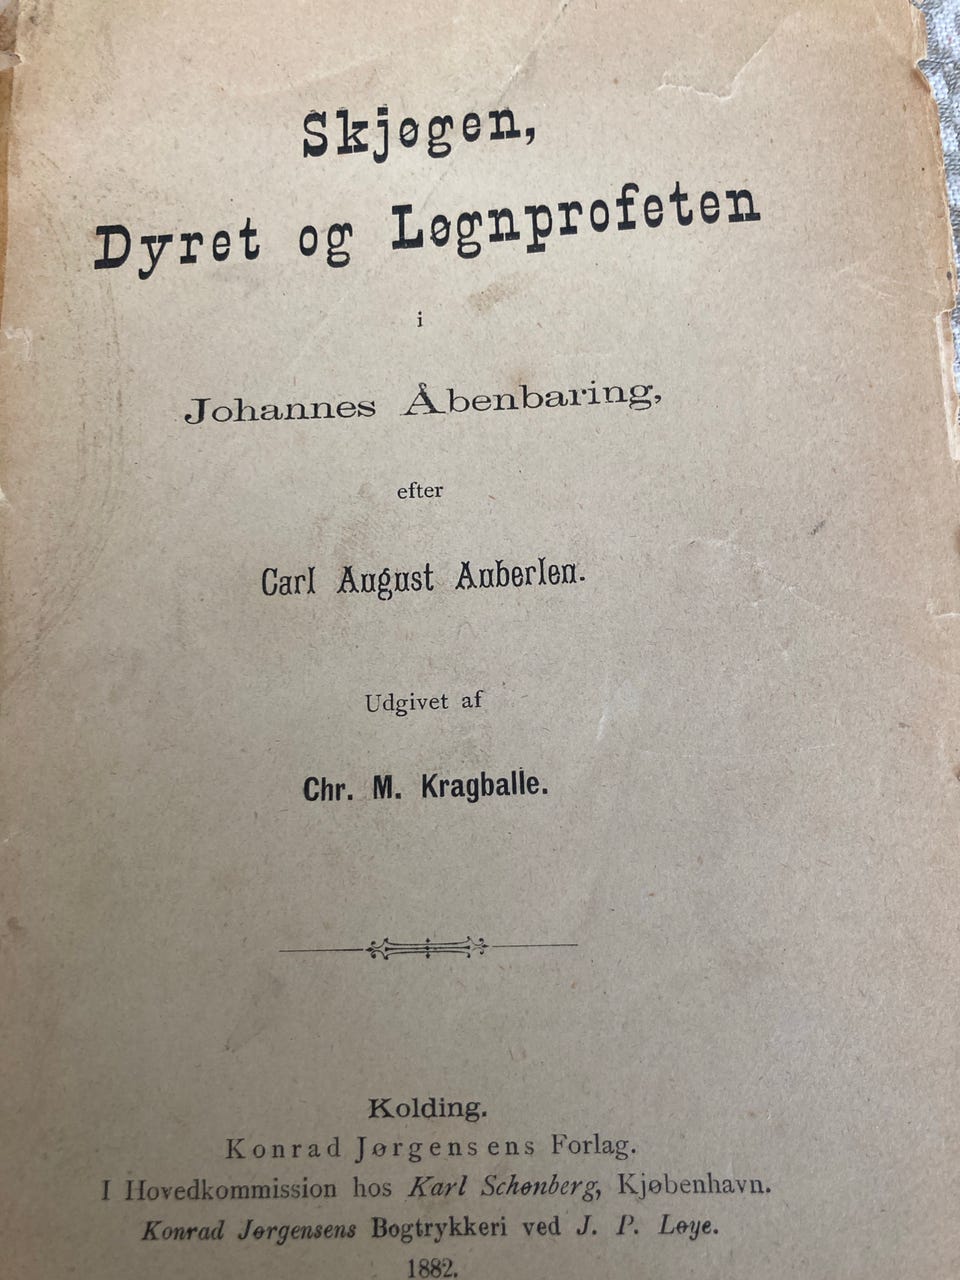 Skjøgen,
Dyret og Løgnprofeten
i
Johannes Åbenbaring,
efter
Carl August Auberlen.
Udgivet af
Chr. M. Kragballe.
Kolding.
Konrad Jørgensens Forlag.
I Hovedkommission hos Karl Schønberg, Kjøbenhavn.
Konrad Jørgensens Bogtrykkeri ved J. P. Løye.
1882.